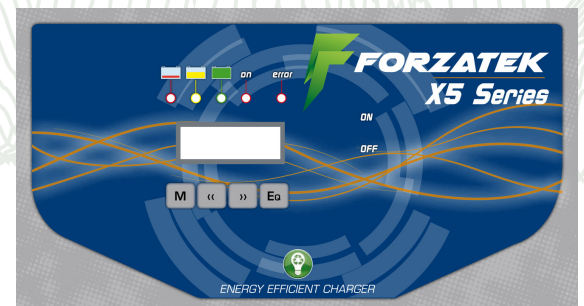 FORZATEK
X5 Series
on error
ON
OFF
M ‹‹ ›› EQ
ENERGY EFFICIENT CHARGER